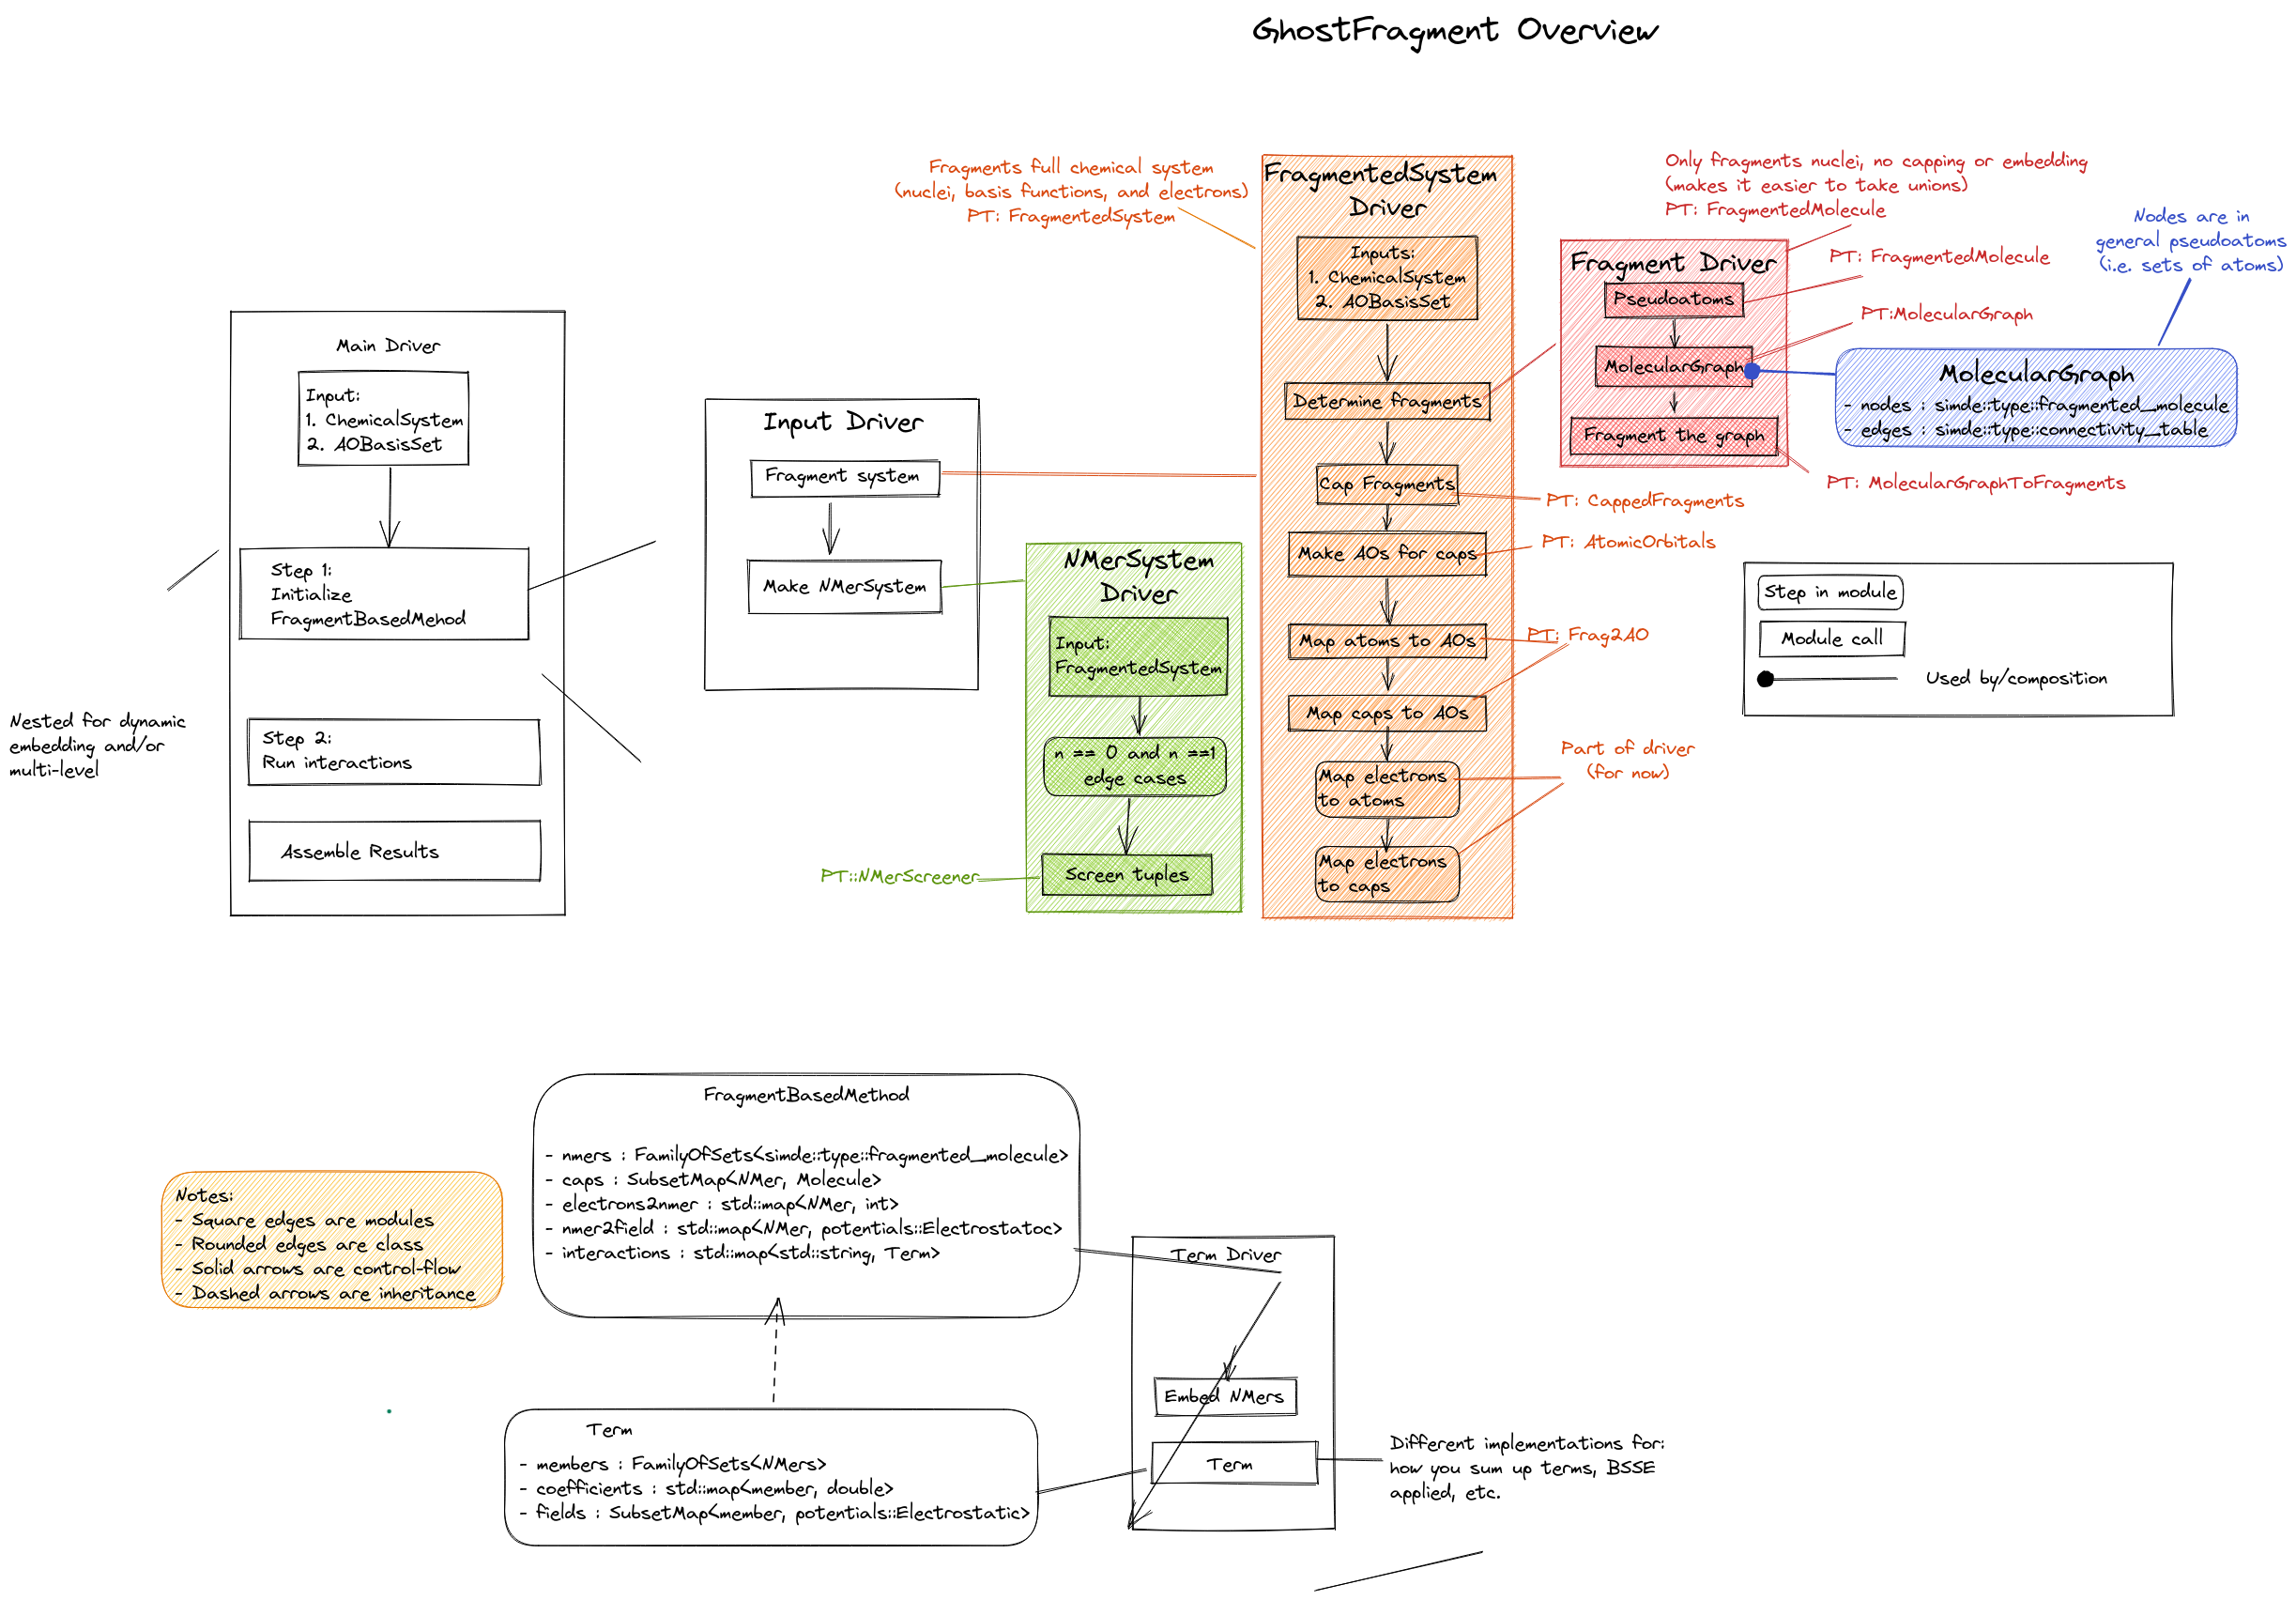 GhostFragment Overview
Main Driver
Input:
1. ChemicalSystem
2. AOBasisSet
Step 1:
Initialize
FragmentBasedMehod
Step 2:
Run interactions
Assemble Results
Nested for dynamic
embedding and/or
multi-level
Input Driver
Fragment system
Make NMerSystem
NMerSystem
Driver
Input:
FragmentedSystem
n == 0 and n ==1
edge cases
Screen tuples
PT::NMerScreener
Fragments full chemical system
(nuclei, basis functions, and electrons)
PT: FragmentedSystem
FragmentedSystem
Driver
Inputs:
1. ChemicalSystem
2. AOBasisSet
Determine fragments
Cap Fragments
Make AOs for caps
Map atoms to AOs
Map caps to AOs
Map electrons
to atoms
Map electrons
to caps
PT: CappedFragments
PT: AtomicOrbitals
PT: Frag2AO
Part of driver
(for now)
Only fragments nuclei, no capping or embedding
(makes it easier to take unions)
PT: FragmentedMolecule
Fragment Driver
Pseudoatoms
MolecularGraph
Fragment the graph
PT: FragmentedMolecule
PT:MolecularGraph
PT: MolecularGraphToFragments
Nodes are in
general pseudoatoms
(i.e. sets of atoms)
MolecularGraph
- nodes : simde::type::fragmented_molecule
- edges : simde::type::connectivity_table
Step in module
Module call
Used by/composition
Notes:
- Square edges are modules
- Rounded edges are class
- Solid arrows are control-flow
- Dashed arrows are inheritance
FragmentBasedMethod
- nmers : FamilyOfSets<simde::type::fragmented_molecule>
- caps : SubsetMap<NMer, Molecule>
- electrons2nmer : std::map<NMer, int>
- nmer2field : std::map<NMer, potentials::Electrostatoc>
- interactions : std::map<std::string, Term>
Term
- members : FamilyOfSets<NMers>
- coefficients : std::map<member, double>
- fields : SubsetMap<member, potentials::Electrostatic>
Term Driver
Embed NMers
Term
Different implementations for:
how you sum up terms, BSSE
applied, etc.